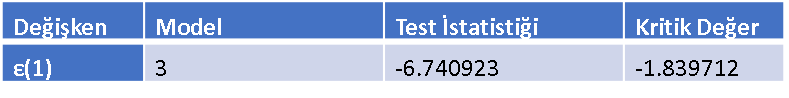 Değişken Model Test İstatistiği Kritik Değer
ε(1) 3 -6.740923 -1.839712